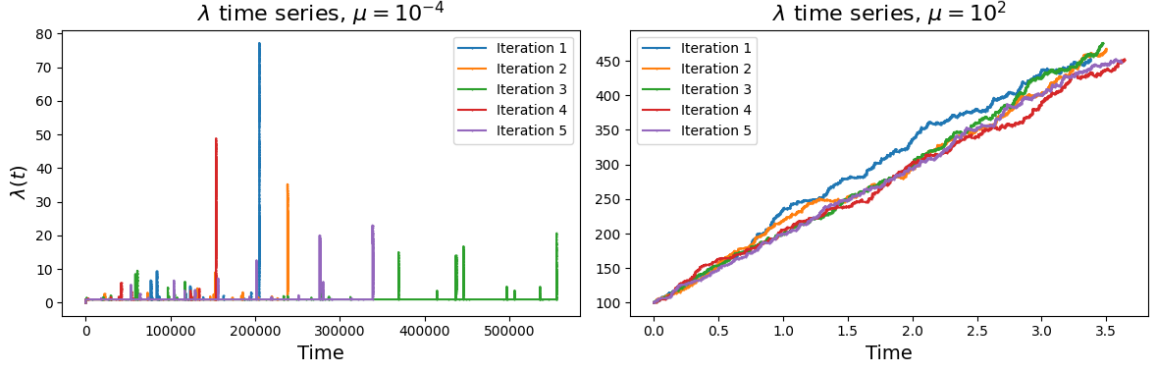 λ time series, μ = 10⁻⁴
80
70
60
50
40
30
20
10
0
λ(t)
Iteration 1
Iteration 2
Iteration 3
Iteration 4
Iteration 5
0 100000 200000 300000 400000 500000
Time
λ time series, μ = 10²
450
400
350
300
250
200
150
100
Iteration 1
Iteration 2
Iteration 3
Iteration 4
Iteration 5
0.0 0.5 1.0 1.5 2.0 2.5 3.0 3.5
Time